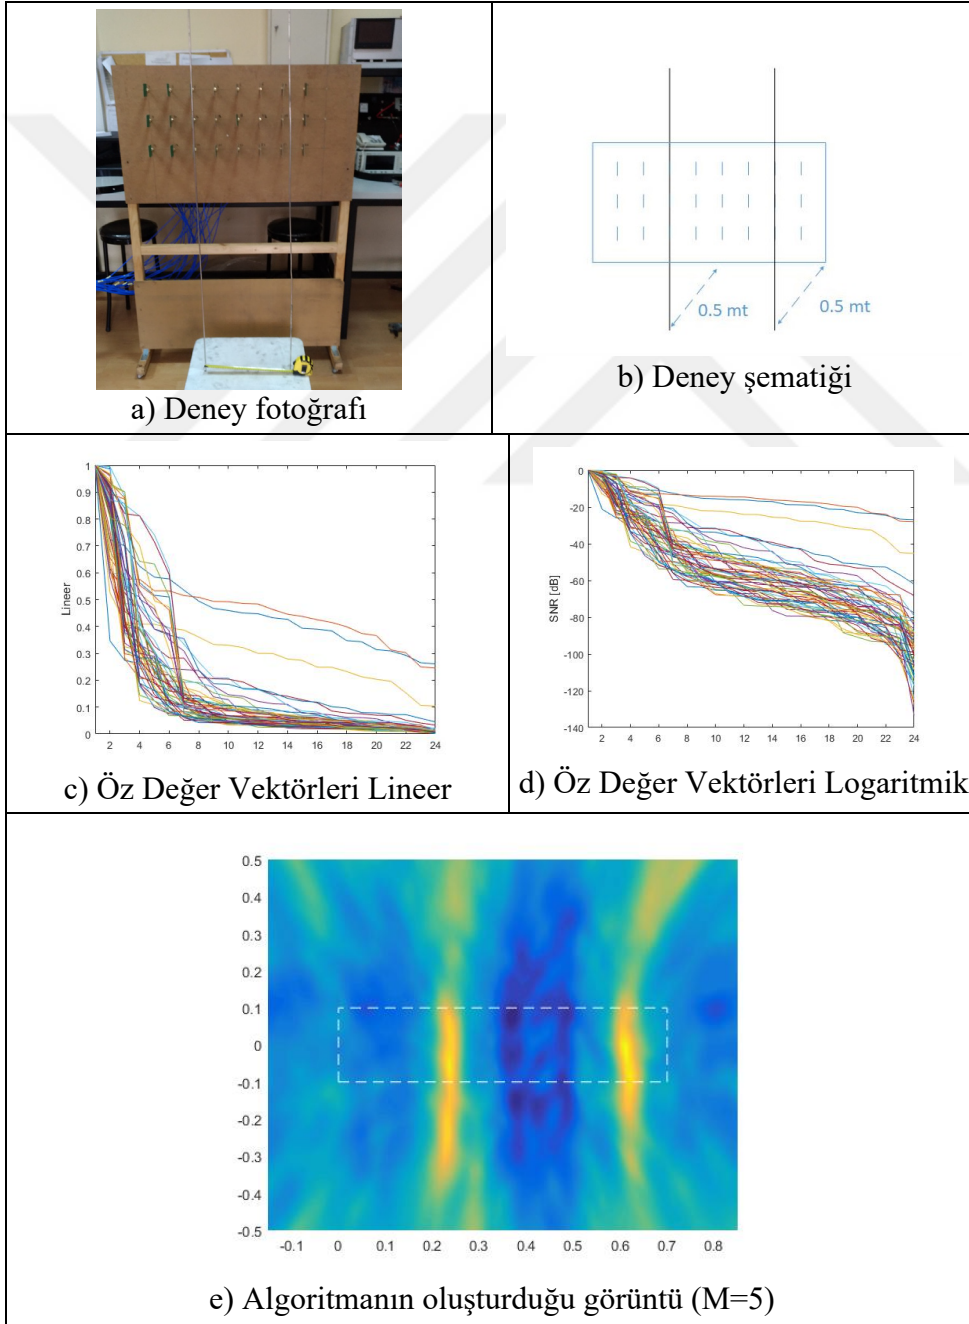 a) Deney fotoğrafı
0.5 mt
0.5 mt
b) Deney şematiği
1
0.9
0.8
0.7
0.6
0.5
0.4
0.3
0.2
0.1
0
Lineer
2 4 6 8 10 12 14 16 18 20 22 24
c) Öz Değer Vektörleri Lineer
0
-20
-40
-60
-80
-100
-120
-140
SNR [dB]
2 4 6 8 10 12 14 16 18 20 22 24
d) Öz Değer Vektörleri Logaritmik
0.5
0.4
0.3
0.2
0.1
0
-0.1
-0.2
-0.3
-0.4
-0.5
-0.1 0 0.1 0.2 0.3 0.4 0.5 0.6 0.7 0.8
e) Algoritmanın oluşturduğu görüntü (M=5)